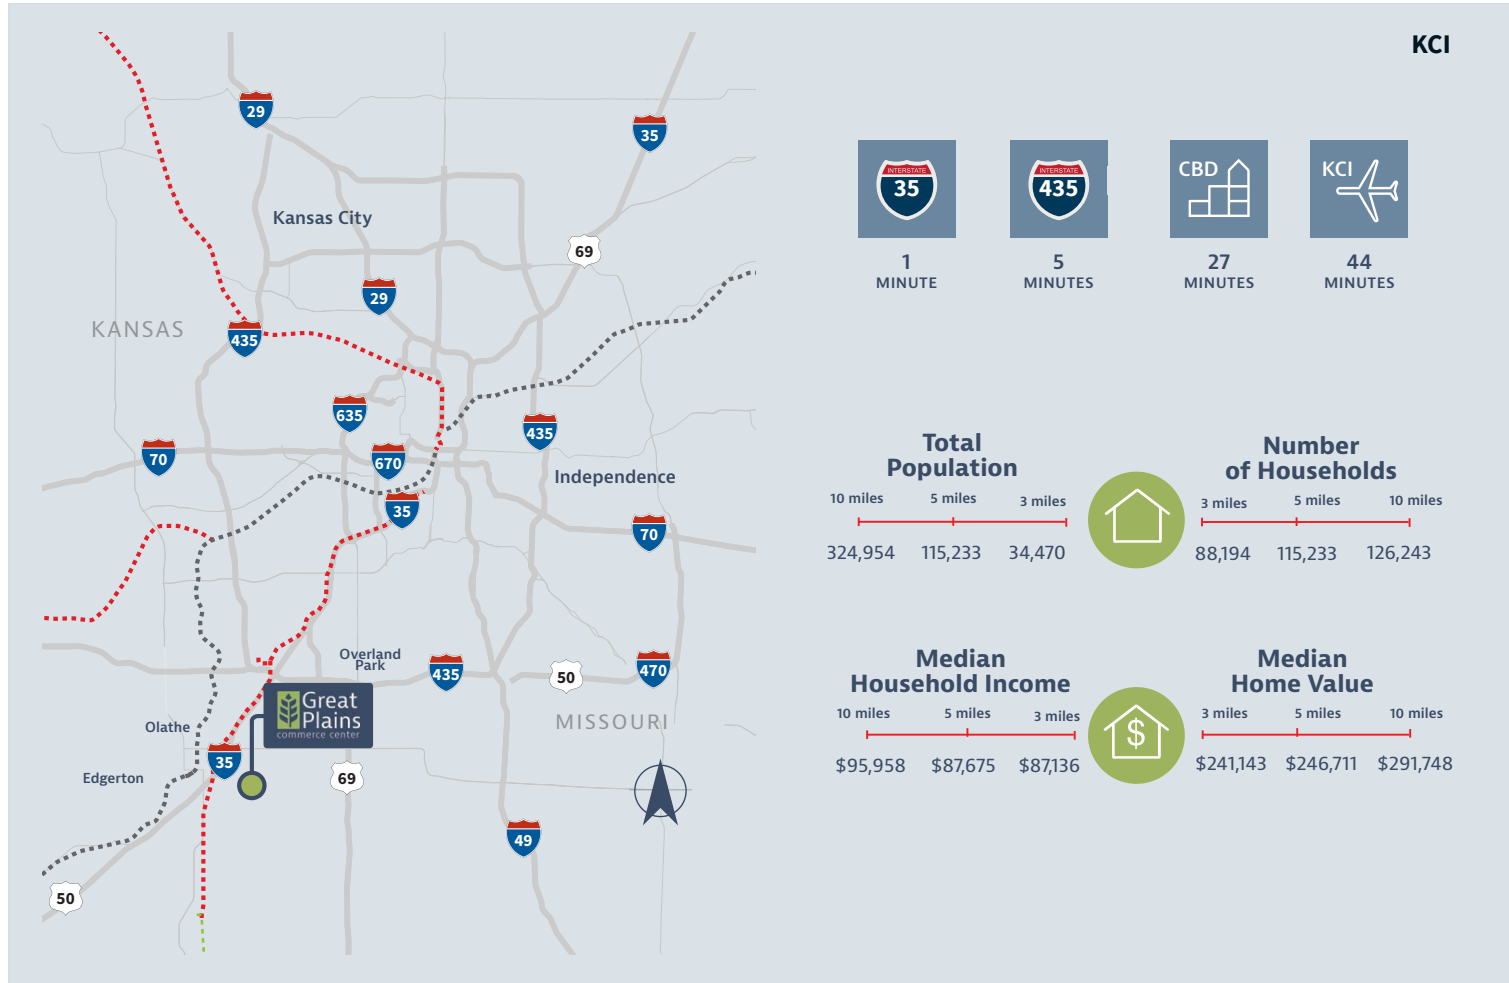 KCI
29
35
Kansas City
69
29
KANSAS
435
635
435
70
670
Independence
35
70
Overland
Park
435
50
470
Great
Plains
commerce center
MISSOURI
Olathe
35
Edgerton
69
49
50
INTERSTATE
35
INTERSTATE
435
CBD
KCI
1
MINUTE
5
MINUTES
27
MINUTES
44
MINUTES
Total
Population
10 miles 5 miles 3 miles
324,954 115,233 34,470
Number
of Households
3 miles 5 miles 10 miles
88,194 115,233 126,243
Median
Household Income
10 miles 5 miles 3 miles
$95,958 $87,675 $87,136
$
Median
Home Value
3 miles 5 miles 10 miles
$241,143 $246,711 $291,748